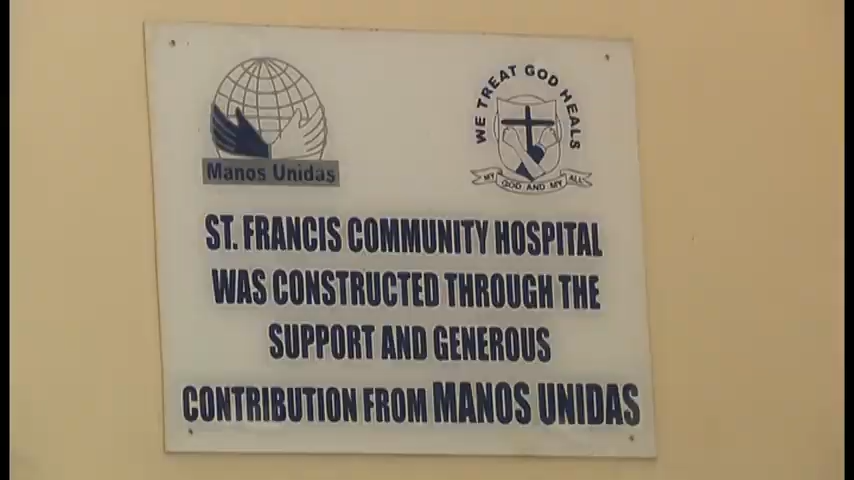 Manos Unidas
WE TREAT GOD HEALS
MY GOD AND MY ALL
ST. FRANCIS COMMUNITY HOSPITAL
WAS CONSTRUCTED THROUGH THE
SUPPORT AND GENEROUS
CONTRIBUTION FROM MANOS UNIDAS